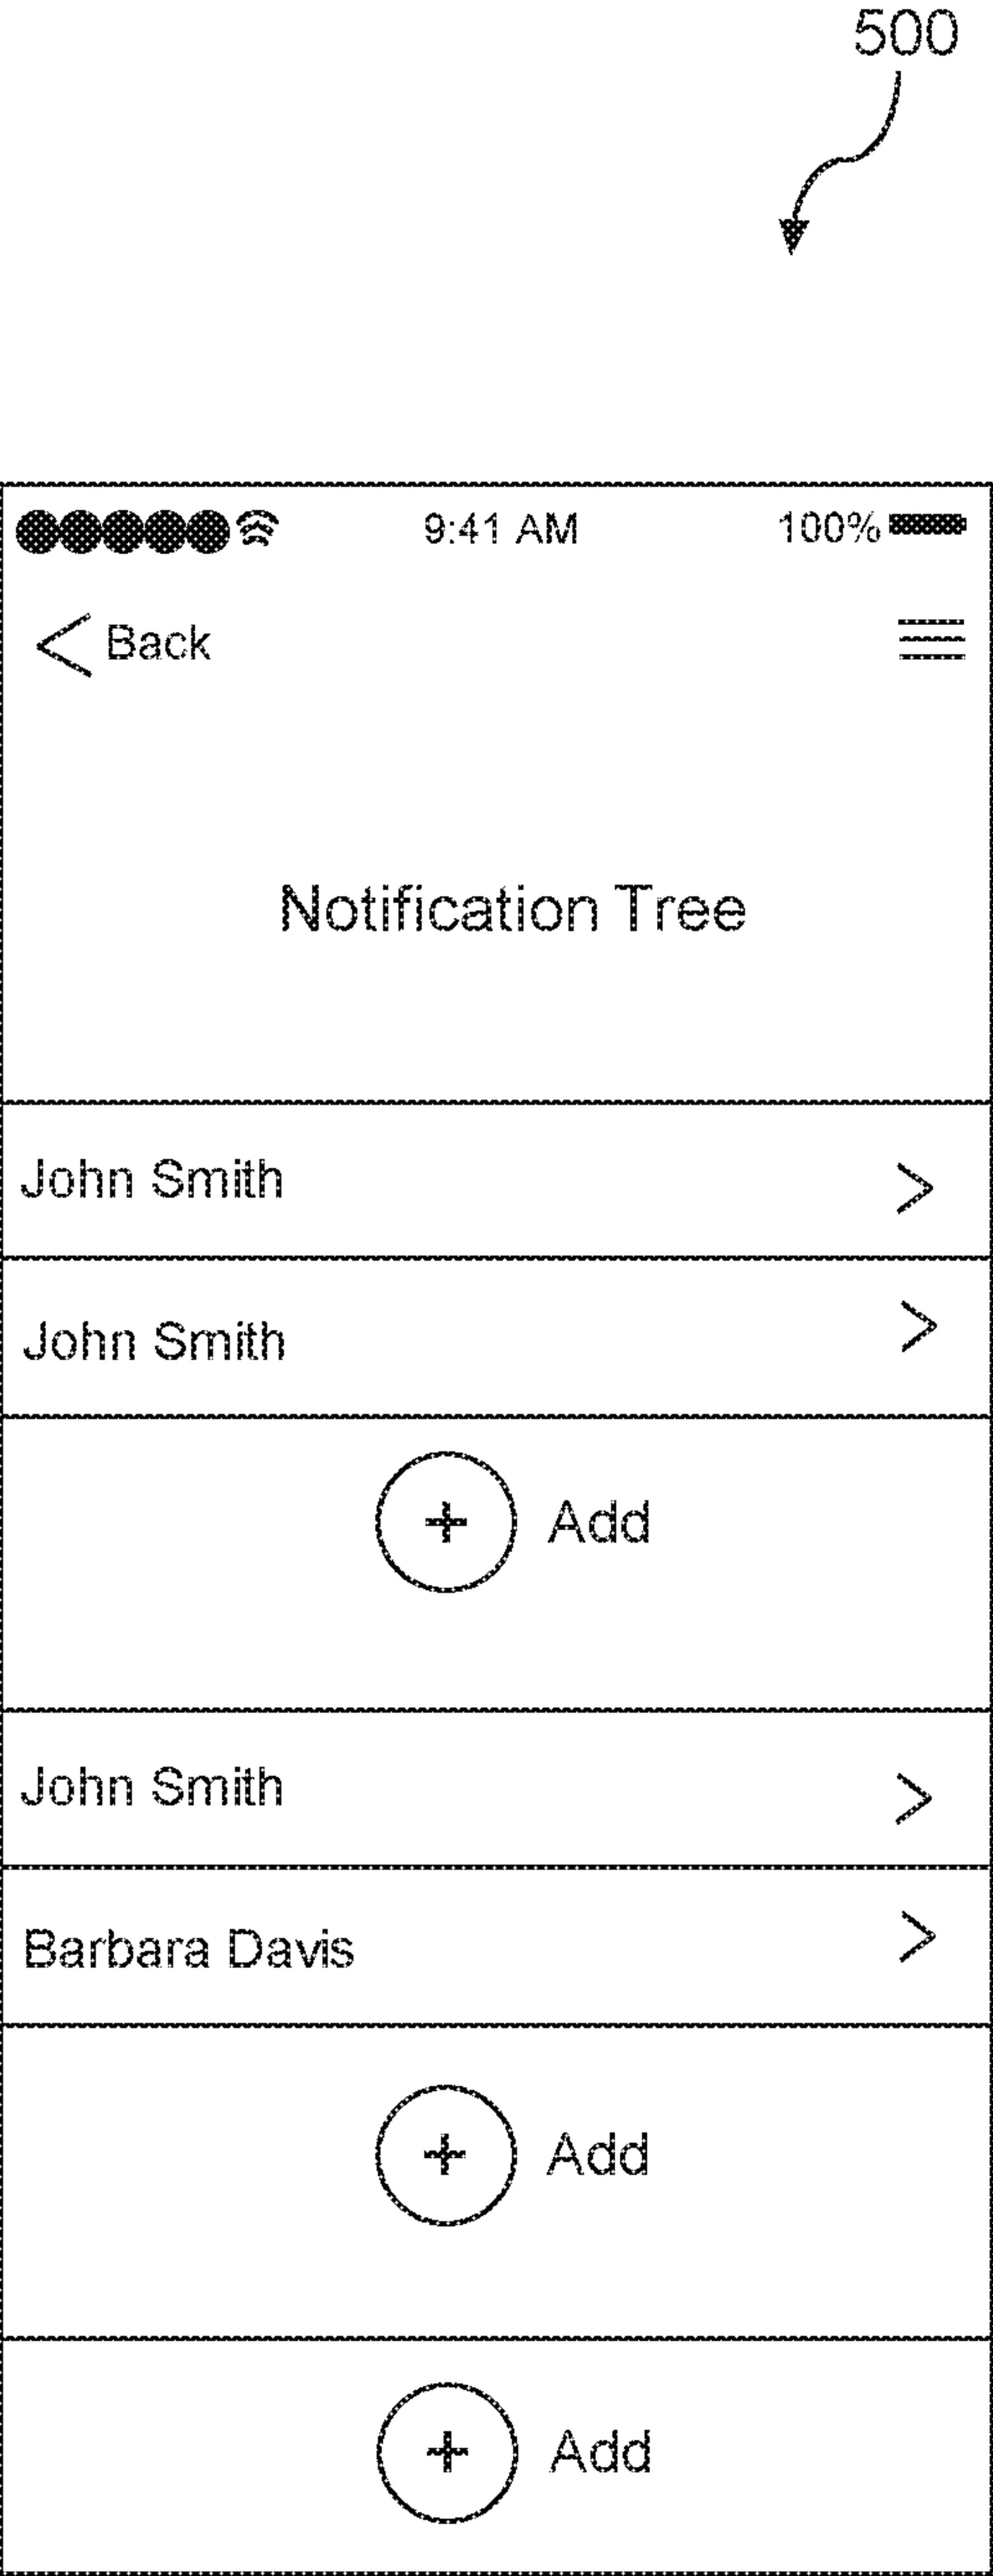 500
9:41 AM 100%
Back
Notification Tree
John Smith
John Smith
+ Add
John Smith
Barbara Davis
+ Add
+ Add